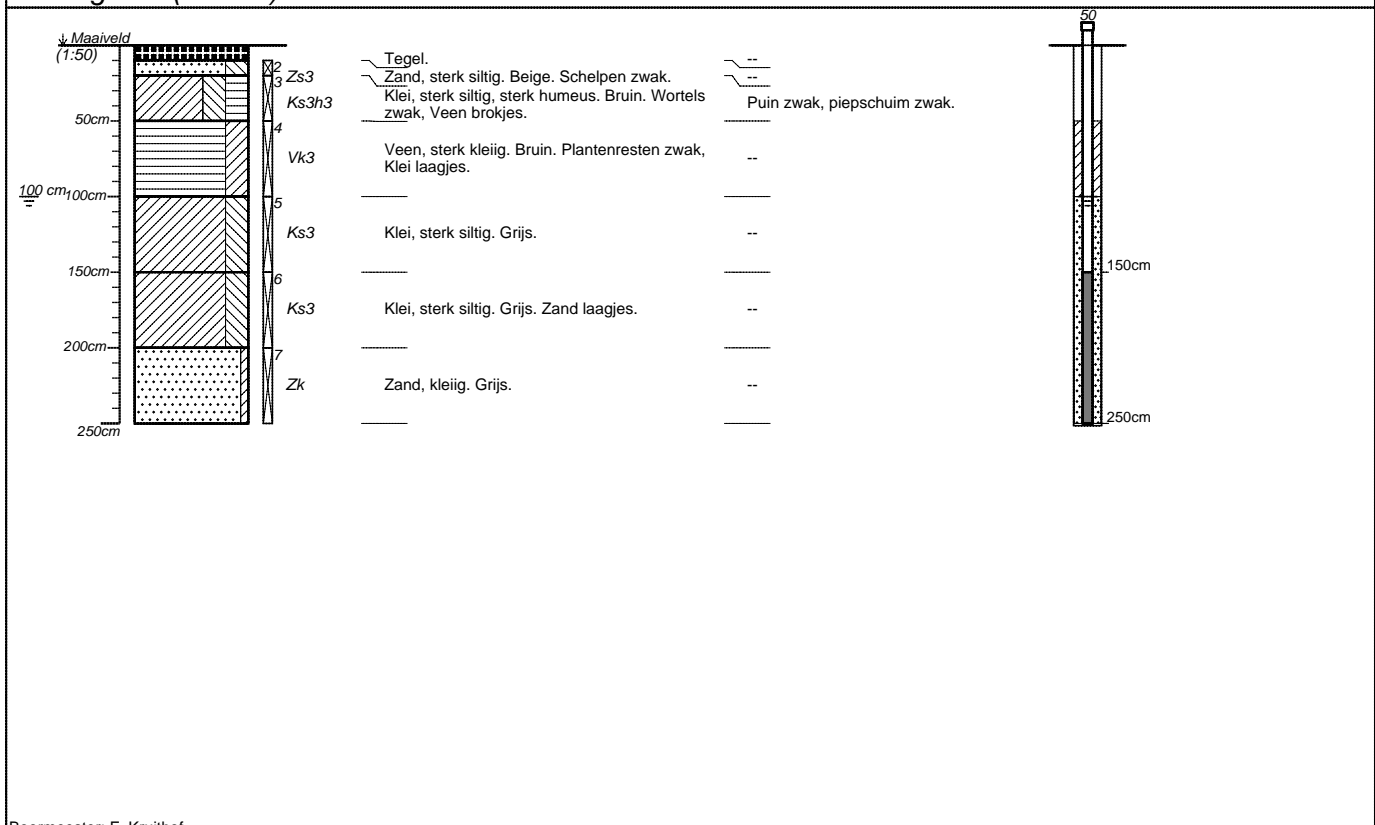 50
Maaiveld
(1:50)
Tegel.
--
2
Zs3
Zand, sterk siltig. Beige. Schelpen zwak.
--
3
Ks3h3
Klei, sterk siltig, sterk humeus. Bruin. Wortels
zwak, Veen brokjes.
Puin zwak, piepschuim zwak.
50cm
4
Vk3
Veen, sterk kleiig. Bruin. Plantenresten zwak,
Klei laagjes.
--
100 cm
100cm
5
Ks3
Klei, sterk siltig. Grijs.
--
150cm
150cm
6
Ks3
Klei, sterk siltig. Grijs. Zand laagjes.
--
200cm
7
Zk
Zand, kleiig. Grijs.
--
250cm
250cm